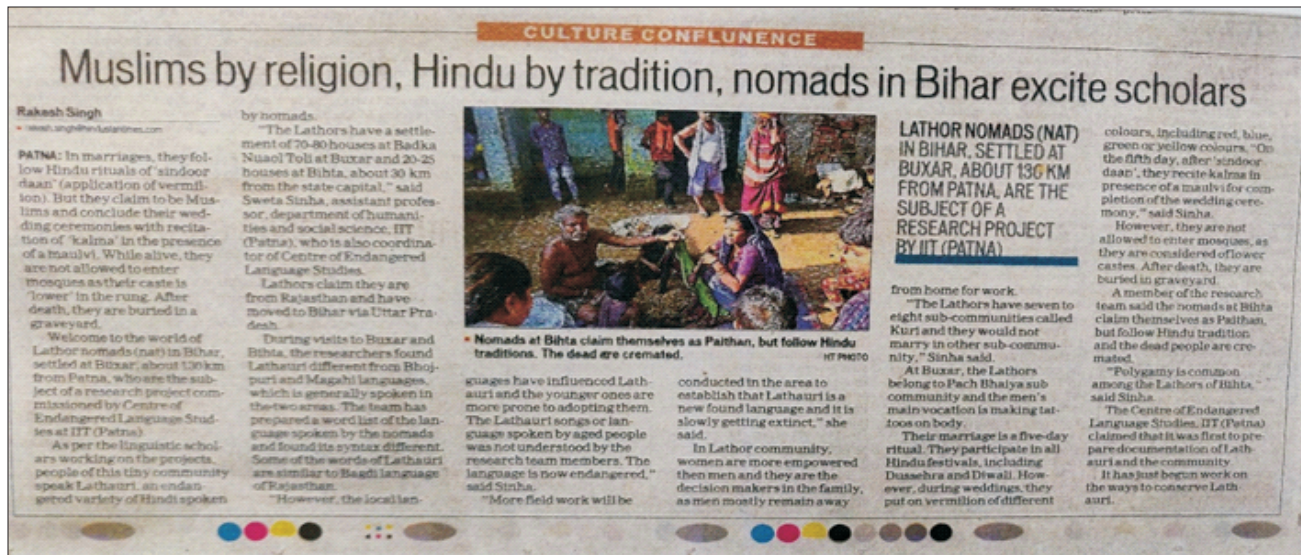 CULTURE CONFLUNENCE
Muslims by religion, Hindu by tradition, nomads in Bihar excite scholars
Rakesh Singh
PATNA: In marriages, they fol-
low Hindu rituals of 'sindoor
daan' (application of vermil-
ion). But they claim to be Mus-
lims and conclude their wed-
ding ceremonies with recita-
tion of 'kalma' in the presence
of a maulvi. While alive, they
are not allowed to enter
mosques as their caste is
'lower' in the rung. After
death, they are buried in a
graveyard.
Welcome to the world of
Lathor nomads (nat) in Bihar,
settled at Buxar, about 130 km
from Patna, who are the sub-
ject of a research project com-
missioned by Centre of
Endangered Language Stud-
ies at IIT (Patna).
As per the linguistic schol-
ars working on the projects,
people of this tiny community
speak Lathauri, an endan-
gered variety of Hindi spoken
by nomads.
"The Lathors have a settle-
ment of 70-80 houses at Badka
Nuaol Toli at Buxar and 20-25
houses at Bihta, about 30 km
from the state capital," said
Sweta Sinha, assistant profes-
sor, department of humani-
ties and social science, IIT
(Patna), who is also coordina-
tor of Centre of Endangered
Language Studies.
Lathors claim they are
from Rajasthan and have
moved to Bihar via Uttar Pra-
desh.
During visits to Buxar and
Bihta, the researchers found
Lathauri different from Bhoj-
puri and Magahi languages,
which is generally spoken in
the two areas. The team has
prepared a word list of the lan-
guage spoken by the nomads
and found its syntax different.
Some of the words of Lathauri
are similar to Bagdi language
of Rajasthan.
"However, the local lan-
Nomads at Bihta claim themselves as Paithan, but follow Hindu
traditions. The dead are cremated.
HT PHOTO
guages have influenced Lath-
auri and the younger ones are
more prone to adopting them.
The Lathauri songs or lan-
guage spoken by aged people
was not understood by the
research team members. The
language is now endangered,"
said Sinha.
"More field work will be
conducted in the area to
establish that Lathauri is a
new found language and it is
slowly getting extinct," she
said.
In Lathor community,
women are more empowered
then men and they are the
decision makers in the family,
as men mostly remain away
LATHOR NOMADS (NAT)
IN BIHAR, SETTLED AT
BUXAR, ABOUT 130 KM
FROM PATNA, ARE THE
SUBJECT OF A
RESEARCH PROJECT
BY IIT (PATNA)
from home for work.
"The Lathors have seven to
eight sub-communities called
Kuri and they would not
marry in other sub-commu-
nity," Sinha said.
At Buxar, the Lathors
belong to Pach Bhaiya sub
community and the men's
main vocation is making tat-
toos on body.
Their marriage is a five-day
ritual. They participate in all
Hindu festivals, including
Dussehra and Diwali. How-
ever, during weddings, they
put on vermilion of different
colours, including red, blue,
green or yellow colours. "On
the fifth day, after 'sindoor
daan', they recite kalma in
presence of a maulvi for com-
pletion of the wedding cere-
mony," said Sinha.
However, they are not
allowed to enter mosques, as
they are considered of lower
castes. After death, they are
buried in graveyard.
A member of the research
team said the nomads at Bihta
claim themselves as Paithan,
but follow Hindu tradition
and the dead people are cre-
mated.
"Polygamy is common
among the Lathors of Bihta,"
said Sinha.
The Centre of Endangered
Language Studies, IIT (Patna)
claimed that it was first to pre-
pare documentation of Lath-
auri and the community.
It has just begun work on
the ways to conserve Lath-
auri.